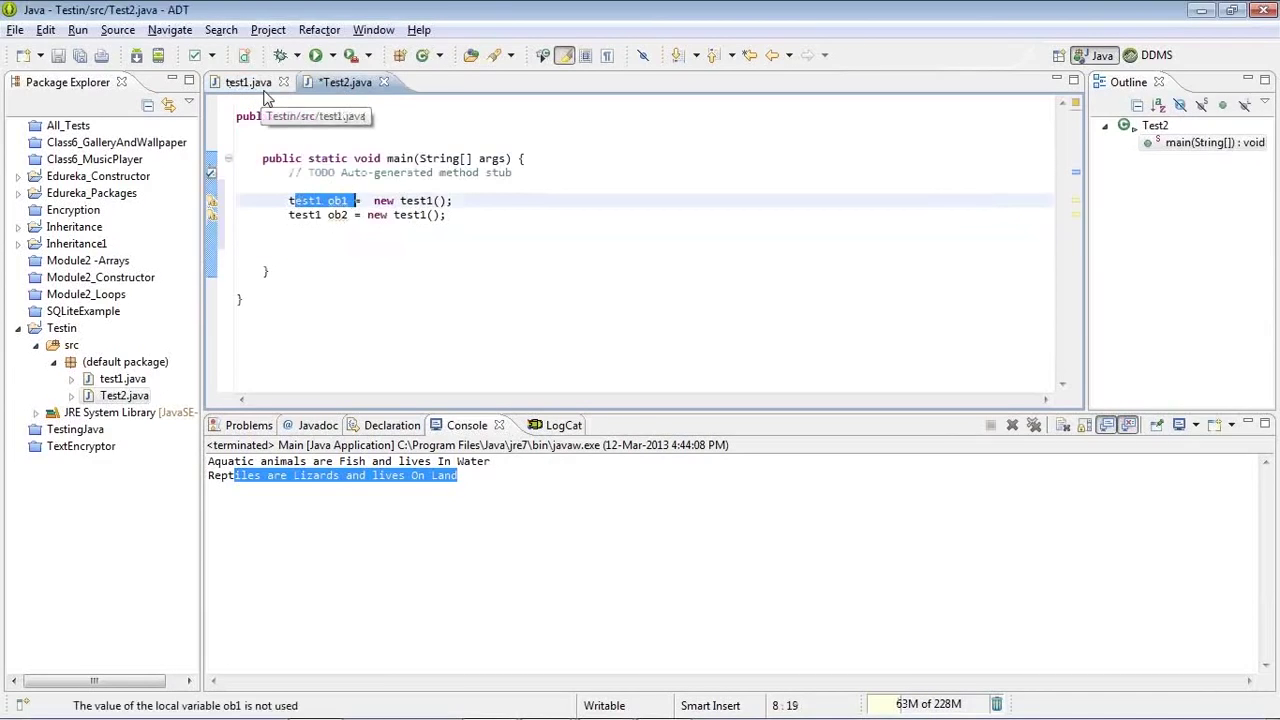 Java - Testin/src/Test2.java - ADT
File Edit Run Source Navigate Search Project Refactor Window Help
Java DDMS
Package Explorer
All_Tests
Class6_GalleryAndWallpaper
Class6_MusicPlayer
Edureka_Constructor
Edureka_Packages
Encryption
Inheritance
Inheritance1
Module2 -Arrays
Module2_Constructor
Module2_Loops
SQLiteExample
Testin
src
(default package)
test1.java
Test2.java
JRE System Library [JavaSE-
TestingJava
TextEncryptor
test1.java *Test2.java
publ
Testin/src/test1.java
public static void main(String[] args) {
// TODO Auto-generated method stub
test1 ob1 =  new test1();
test1 ob2 = new test1();
}
}
Outline
Test2
main(String[]) : void
Problems @ Javadoc Declaration Console LogCat
<terminated> Main [Java Application] C:\Program Files\Java\jre7\bin\javaw.exe (12-Mar-2013 4:44:08 PM)
Aquatic animals are Fish and lives In Water
Reptiles are Lizards and lives On Land
The value of the local variable ob1 is not used Writable Smart Insert 8 : 19 63M of 228M